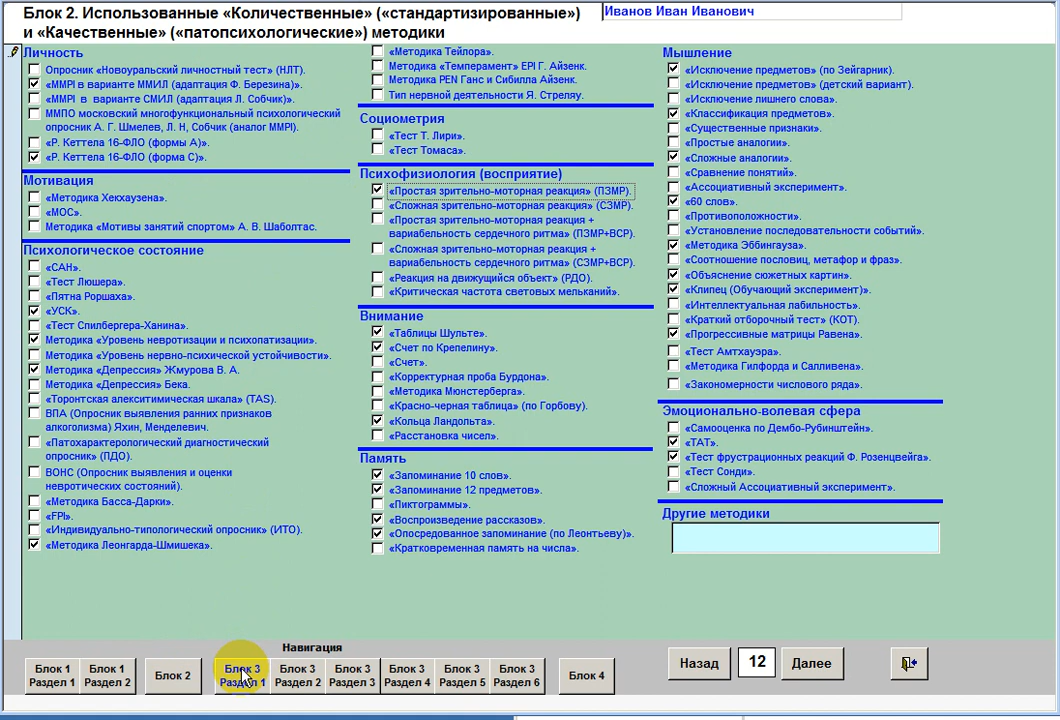 Блок 2. Использованные «Количественные» («стандартизированные»)
и «Качественные» («патопсихологические») методики
Иванов Иван Иванович
Личность
Опросник «Новоуральский личностный тест» (НЛТ).
«MMPI в варианте ММИЛ (адаптация Ф. Березина)».
«MMPI в варианте СМИЛ (адаптация Л. Собчик)».
ММПО московский многофункциональный психологический
опросник А. Г. Шмелев, Л. Н, Собчик (аналог MMPI).
«Р. Кеттела 16-ФЛО (форма А)».
«Р. Кеттела 16-ФЛО (форма С)».
Мотивация
«Методика Хекхаузена».
«МОС».
Методика «Мотивы занятий спортом» А. В. Шаболтас.
Психологическое состояние
«САН».
«Тест Люшера».
«Пятна Роршаха».
«УСК».
«Тест Спилбергера-Ханина».
Методика «Уровень невротизации и психопатизации».
Методика «Уровень нервно-психической устойчивости».
Методика «Депрессия» Жмурова В. А.
Методика «Депрессия» Бека.
«Торонтская алекситимическая шкала» (TAS).
ВПА (Опросник выявления ранних признаков
алкоголизма) Яхин, Менделевич.
«Патохарактерологический диагностический
опросник» (ПДО).
ВОНС (Опросник выявления и оценки
невротических состояний).
«Методика Басса-Дарки».
«FPI».
«Индивидуально-типологический опросник» (ИТО).
«Методика Леонгарда-Шмишека».
«Методика Тейлора».
Методика «Темперамент» EPI Г. Айзенк.
Методика PEN Ганс и Сибилла Айзенк.
Тип нервной деятельности Я. Стреляу.
Социометрия
«Тест Т. Лири».
«Тест Томаса».
Психофизиология (восприятие)
«Простая зрительно-моторная реакция» (ПЗМР).
«Сложная зрительно-моторная реакция» (СЗМР).
«Простая зрительно-моторная реакция +
вариабельность сердечного ритма» (ПЗМР+ВСР).
«Сложная зрительно-моторная реакция +
вариабельность сердечного ритма» (СЗМР+ВСР).
«Реакция на движущийся объект» (РДО).
«Критическая частота световых мельканий».
Внимание
«Таблицы Шульте».
«Счет по Крепелину».
«Счет».
«Корректурная проба Бурдона».
«Методика Мюнстерберга».
«Красно-черная таблица» (по Горбову).
«Кольца Ландольта».
«Расстановка чисел».
Память
«Запоминание 10 слов».
«Запоминание 12 предметов».
«Пиктограммы».
«Воспроизведение рассказов».
«Опосредованное запоминание (по Леонтьеву)».
«Кратковременная память на числа».
Мышление
«Исключение предметов» (по Зейгарник).
«Исключение предметов» (детский вариант).
«Исключение лишнего слова».
«Классификация предметов».
«Существенные признаки».
«Простые аналогии».
«Сложные аналогии».
«Сравнение понятий».
«Ассоциативный эксперимент».
«60 слов».
«Противоположности».
«Установление последовательности событий».
«Методика Эббингауза».
«Соотношение пословиц, метафор и фраз».
«Объяснение сюжетных картин».
«Клипец (Обучающий эксперимент)».
«Интеллектуальная лабильность».
«Краткий отборочный тест» (КОТ).
«Прогрессивные матрицы Равена».
«Тест Амтхауэра».
«Методика Гилфорда и Салливена».
«Закономерности числового ряда».
Эмоционально-волевая сфера
«Самооценка по Дембо-Рубинштейн».
«ТАТ».
«Тест фрустрационных реакций Ф. Розенцвейга».
«Тест Сонди».
«Сложный Ассоциативный эксперимент».
Другие методики
Навигация
Блок 1
Раздел 1
Блок 1
Раздел 2
Блок 2
Блок 3
Раздел 1
Блок 3
Раздел 2
Блок 3
Раздел 3
Блок 3
Раздел 4
Блок 3
Раздел 5
Блок 3
Раздел 6
Блок 4
Назад
12
Далее